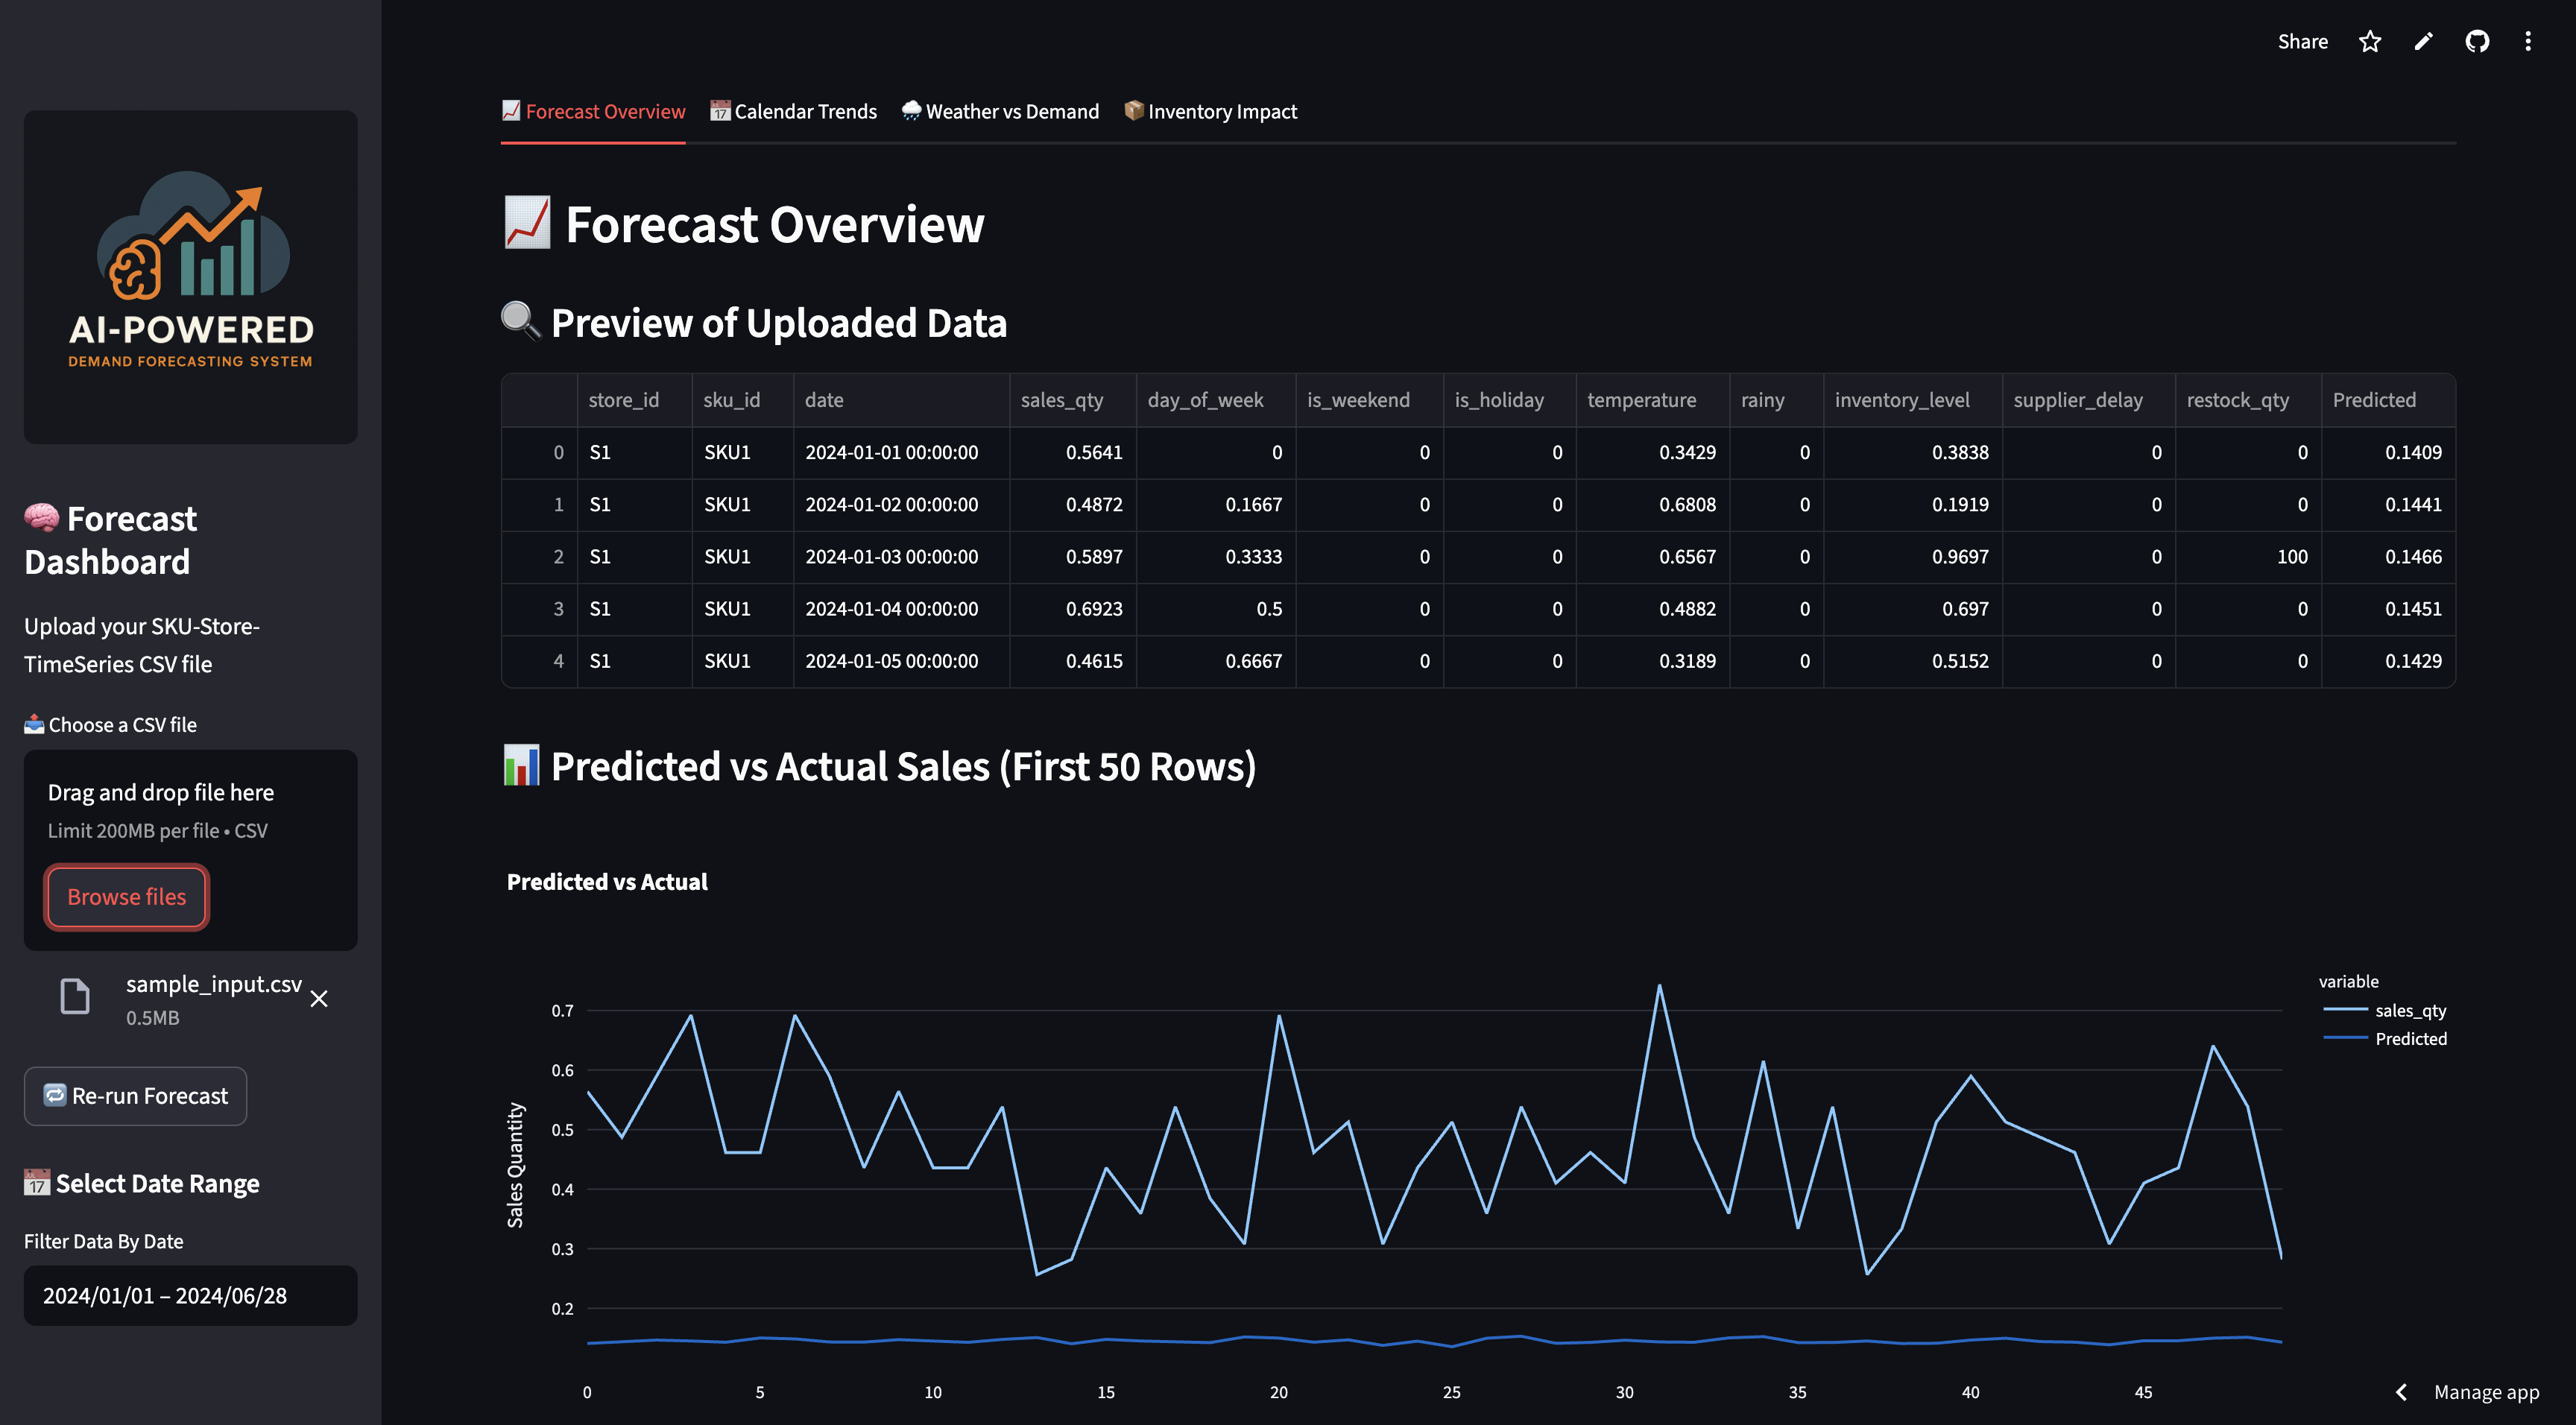 Share
AI-POWERED
DEMAND FORECASTING SYSTEM
Forecast
Dashboard
Upload your SKU-Store-
TimeSeries CSV file
Choose a CSV file
Drag and drop file here
Limit 200MB per file • CSV
Browse files
sample_input.csv
0.5MB
Re-run Forecast
Select Date Range
Filter Data By Date
2024/01/01 – 2024/06/28
Forecast Overview 17 Calendar Trends Weather vs Demand Inventory Impact
Forecast Overview
Preview of Uploaded Data
store_id sku_id date sales_qty day_of_week is_weekend is_holiday temperature rainy inventory_level supplier_delay restock_qty Predicted
0 S1 SKU1 2024-01-01 00:00:00 0.5641 0 0 0 0.3429 0 0.3838 0 0 0.1409
1 S1 SKU1 2024-01-02 00:00:00 0.4872 0.1667 0 0 0.6808 0 0.1919 0 0 0.1441
2 S1 SKU1 2024-01-03 00:00:00 0.5897 0.3333 0 0 0.6567 0 0.9697 0 100 0.1466
3 S1 SKU1 2024-01-04 00:00:00 0.6923 0.5 0 0 0.4882 0 0.697 0 0 0.1451
4 S1 SKU1 2024-01-05 00:00:00 0.4615 0.6667 0 0 0.3189 0 0.5152 0 0 0.1429
Predicted vs Actual Sales (First 50 Rows)
Predicted vs Actual
variable
sales_qty
Predicted
Sales Quantity
0.7
0.6
0.5
0.4
0.3
0.2
0 5 10 15 20 25 30 35 40 45
Manage app